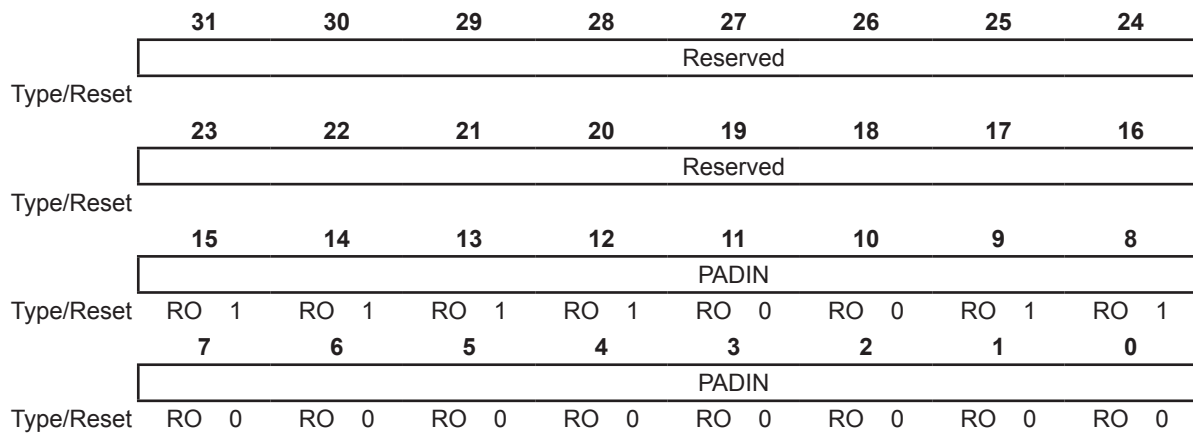 31 30 29 28 27 26 25 24
Reserved
Type/Reset
23 22 21 20 19 18 17 16
Reserved
Type/Reset
15 14 13 12 11 10 9 8
PADIN
Type/Reset RO 1 RO 1 RO 1 RO 1 RO 0 RO 0 RO 1 RO 1
7 6 5 4 3 2 1 0
PADIN
Type/Reset RO 0 RO 0 RO 0 RO 0 RO 0 RO 0 RO 0 RO 0